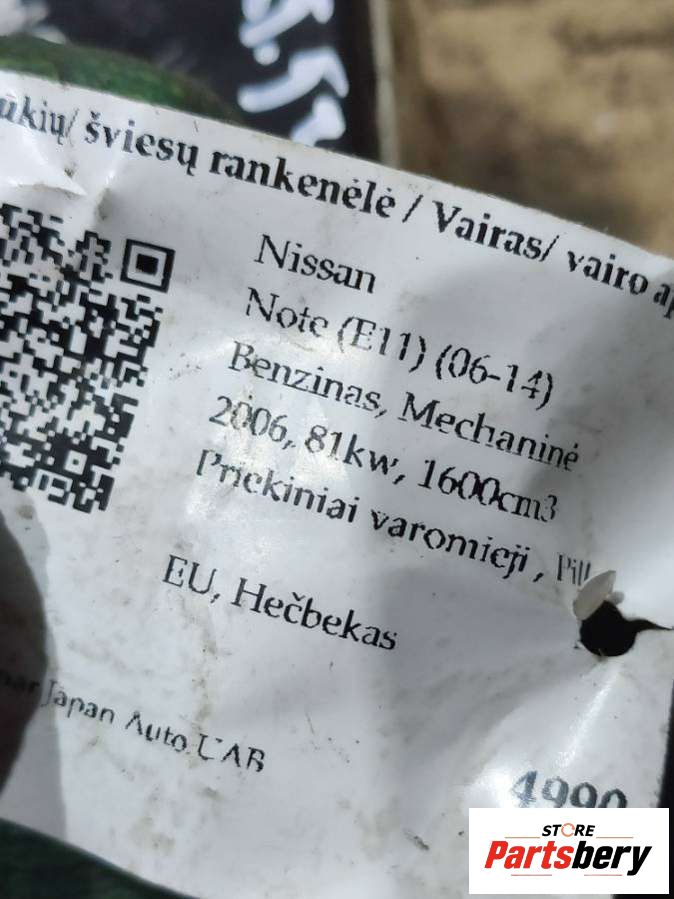 šviesų rankenėlė / Vairas/ vairo
Nissan
Note (E11) (06-14)
Benzinas, Mechaninė
2006, 81kw, 1600cm3
Priekiniai varomieji,
EU, Hečbekas
Japan Auto UAB
4990
STORE
Partsbery